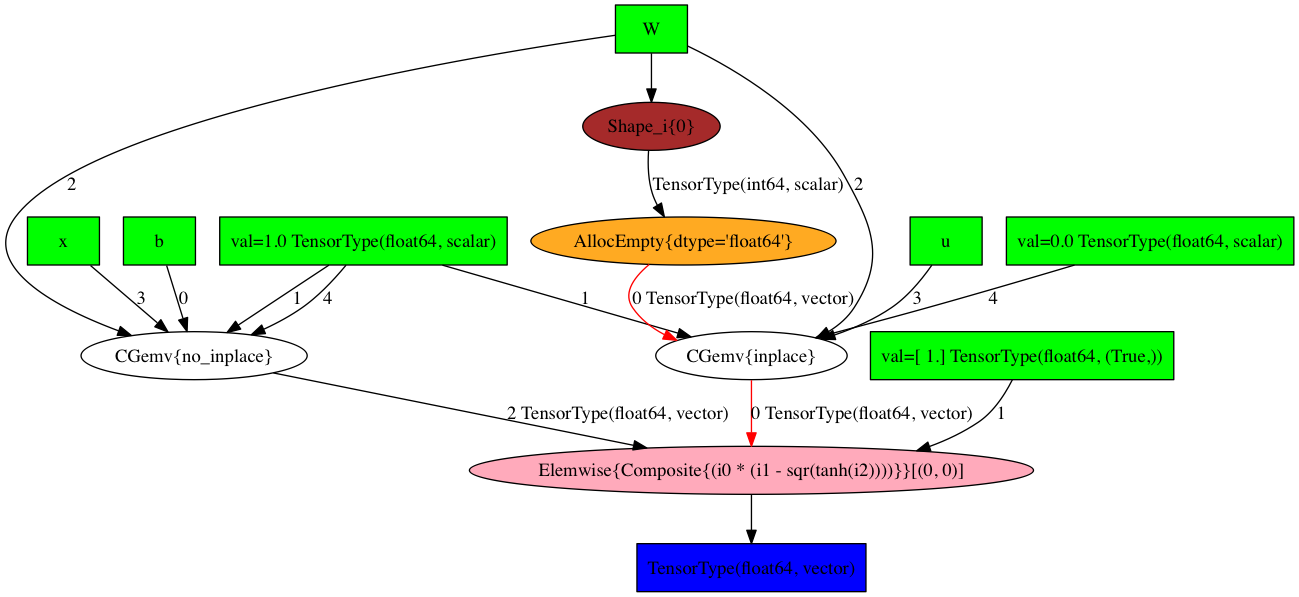 W
Shape_i{0}
2
TensorType(int64, scalar)
2
x
b
val=1.0 TensorType(float64, scalar)
AllocEmpty{dtype='float64'}
u
val=0.0 TensorType(float64, scalar)
3
0
1
4
1
0 TensorType(float64, vector)
3
4
CGemv{no_inplace}
CGemv{inplace}
val=[ 1.] TensorType(float64, (True,))
2 TensorType(float64, vector)
0 TensorType(float64, vector)
1
Elemwise{Composite{(i0 * (i1 - sqr(tanh(i2))))}}[(0, 0)]
TensorType(float64, vector)